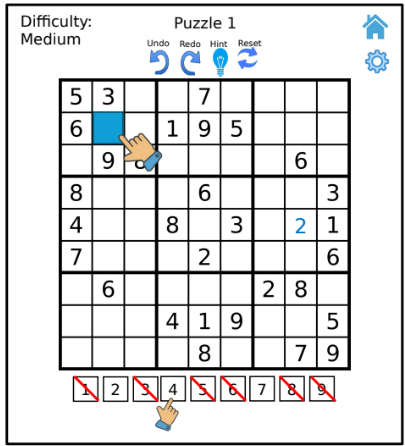 Difficulty:
Medium
Puzzle 1
Undo Redo Hint Reset
5 3 7
6 1 9 5
9 8 6
8 6 3
4 8 3 2 1
7 2 6
6 2 8
4 1 9 5
8 7 9
1 2 3 4 5 6 7 8 9